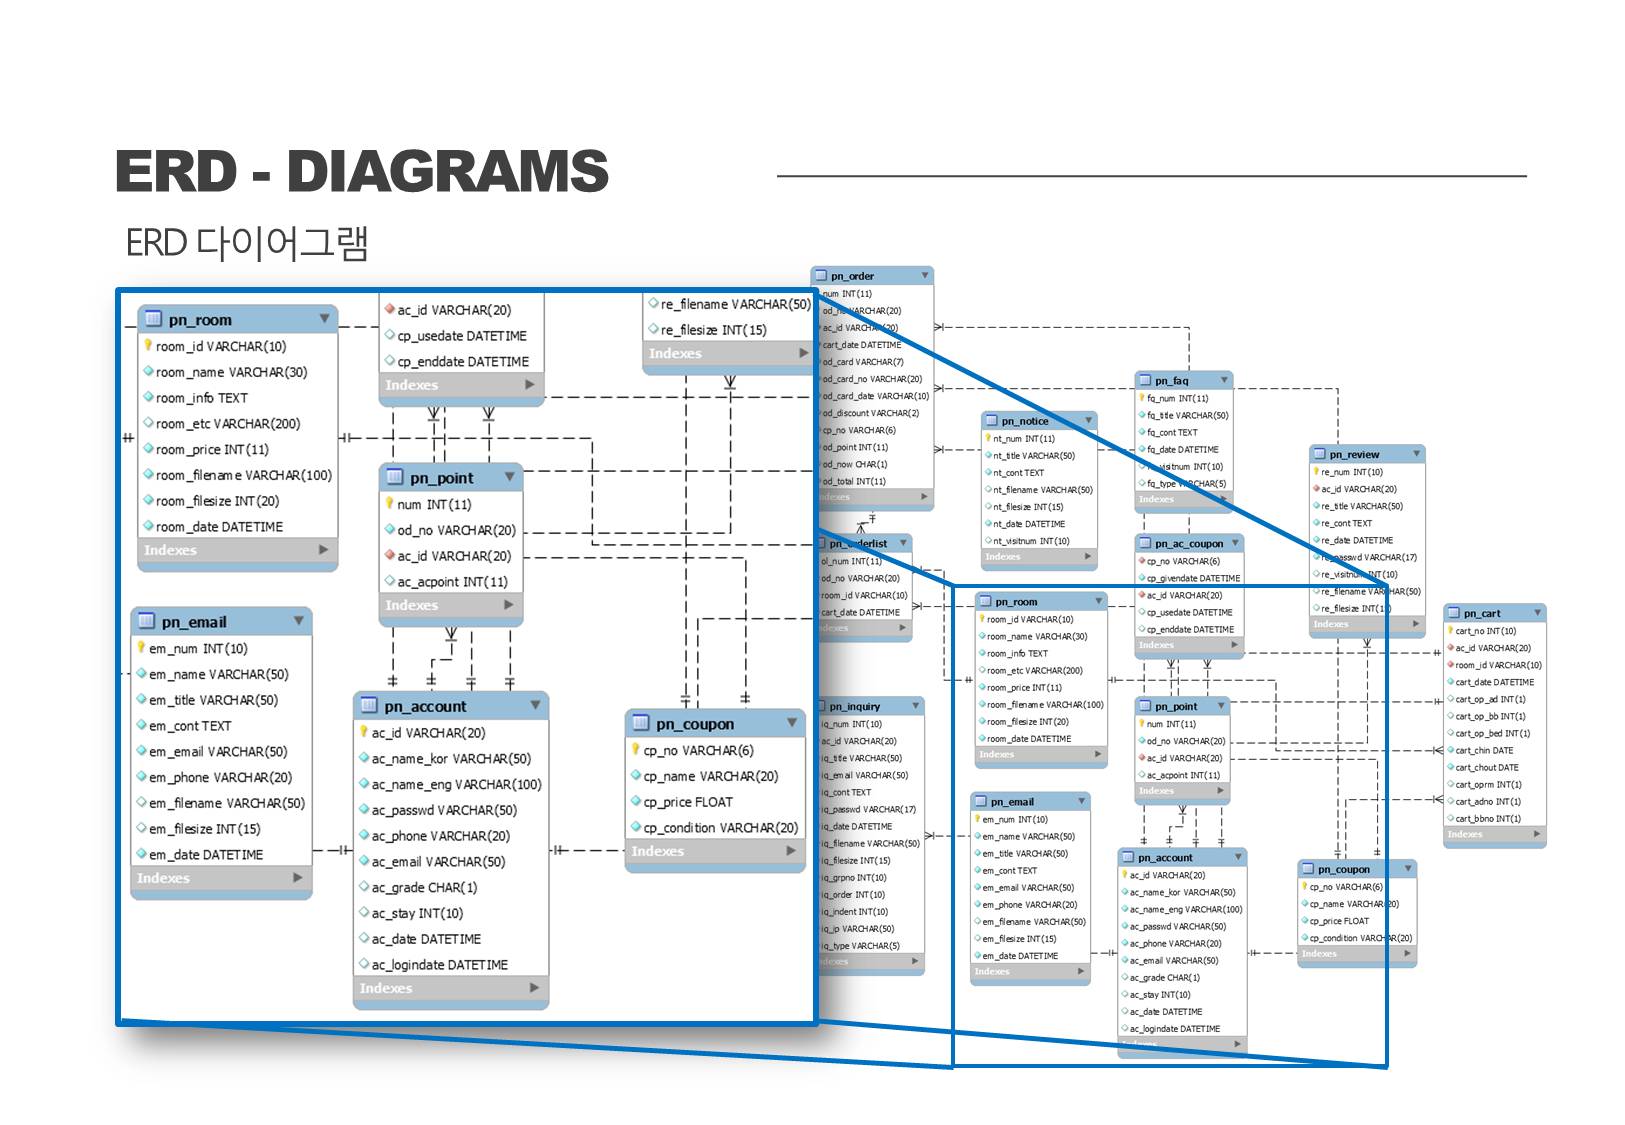 ERD - DIAGRAMS
ERD 다이어그램
pn_room
room_id VARCHAR(10)
room_name VARCHAR(30)
room_info TEXT
room_etc VARCHAR(200)
room_price INT(11)
room_filename VARCHAR(100)
room_filesize INT(20)
room_date DATETIME
Indexes
ac_id VARCHAR(20)
cp_usedate DATETIME
cp_enddate DATETIME
Indexes
re_filename VARCHAR(50)
re_filesize INT(15)
Indexes
pn_point
num INT(11)
od_no VARCHAR(20)
ac_id VARCHAR(20)
ac_acpoint INT(11)
Indexes
pn_email
em_num INT(10)
em_name VARCHAR(50)
em_title VARCHAR(50)
em_cont TEXT
em_email VARCHAR(50)
em_phone VARCHAR(20)
em_filename VARCHAR(50)
em_filesize INT(15)
em_date DATETIME
Indexes
pn_account
ac_id VARCHAR(20)
ac_name_kor VARCHAR(50)
ac_name_eng VARCHAR(100)
ac_passwd VARCHAR(50)
ac_phone VARCHAR(20)
ac_email VARCHAR(50)
ac_grade CHAR(1)
ac_stay INT(10)
ac_date DATETIME
ac_logindate DATETIME
Indexes
pn_coupon
cp_no VARCHAR(6)
cp_name VARCHAR(20)
cp_price FLOAT
cp_condition VARCHAR(20)
Indexes
pn_order
num INT(11)
od_no VARCHAR(20)
ac_id VARCHAR(20)
cart_date DATETIME
od_card VARCHAR(7)
od_card_no VARCHAR(20)
od_card_date VARCHAR(10)
od_discount VARCHAR(2)
cp_no VARCHAR(6)
od_point INT(11)
od_now CHAR(1)
od_total INT(11)
Indexes
pn_orderlist
ol_num INT(11)
od_no VARCHAR(20)
room_id VARCHAR(10)
cart_date DATETIME
Indexes
pn_inquiry
iq_num INT(10)
ac_id VARCHAR(20)
iq_title VARCHAR(50)
iq_email VARCHAR(50)
iq_cont TEXT
iq_passwd VARCHAR(17)
iq_date DATETIME
iq_filename VARCHAR(50)
iq_filesize INT(15)
iq_grpno INT(10)
iq_order INT(10)
iq_indent INT(10)
iq_ip VARCHAR(50)
iq_type VARCHAR(5)
Indexes
pn_notice
nt_num INT(11)
nt_title VARCHAR(50)
nt_cont TEXT
nt_filename VARCHAR(50)
nt_filesize INT(15)
nt_date DATETIME
nt_visitnum INT(10)
Indexes
pn_room
room_id VARCHAR(10)
room_name VARCHAR(30)
room_info TEXT
room_etc VARCHAR(200)
room_price INT(11)
room_filename VARCHAR(100)
room_filesize INT(20)
room_date DATETIME
Indexes
pn_email
em_num INT(10)
em_name VARCHAR(50)
em_title VARCHAR(50)
em_cont TEXT
em_email VARCHAR(50)
em_phone VARCHAR(20)
em_filename VARCHAR(50)
em_filesize INT(15)
em_date DATETIME
Indexes
pn_faq
fq_num INT(11)
fq_title VARCHAR(50)
fq_cont TEXT
fq_date DATETIME
fq_visitnum INT(10)
fq_type VARCHAR(5)
Indexes
pn_ac_coupon
cp_no VARCHAR(6)
cp_givendate DATETIME
ac_id VARCHAR(20)
cp_usedate DATETIME
cp_enddate DATETIME
Indexes
pn_point
num INT(11)
od_no VARCHAR(20)
ac_id VARCHAR(20)
ac_acpoint INT(11)
Indexes
pn_account
ac_id VARCHAR(20)
ac_name_kor VARCHAR(50)
ac_name_eng VARCHAR(100)
ac_passwd VARCHAR(50)
ac_phone VARCHAR(20)
ac_email VARCHAR(50)
ac_grade CHAR(1)
ac_stay INT(10)
ac_date DATETIME
ac_logindate DATETIME
Indexes
pn_review
re_num INT(10)
ac_id VARCHAR(20)
re_title VARCHAR(50)
re_cont TEXT
re_date DATETIME
re_passwd VARCHAR(17)
re_visitnum INT(10)
re_filename VARCHAR(50)
re_filesize INT(15)
Indexes
pn_coupon
cp_no VARCHAR(6)
cp_name VARCHAR(20)
cp_price FLOAT
cp_condition VARCHAR(20)
Indexes
pn_cart
cart_no INT(10)
ac_id VARCHAR(20)
room_id VARCHAR(10)
cart_date DATETIME
cart_op_ad INT(1)
cart_op_bb INT(1)
cart_op_bed INT(1)
cart_chin DATE
cart_chout DATE
cart_oprm INT(1)
cart_adno INT(1)
cart_bbno INT(1)
Indexes